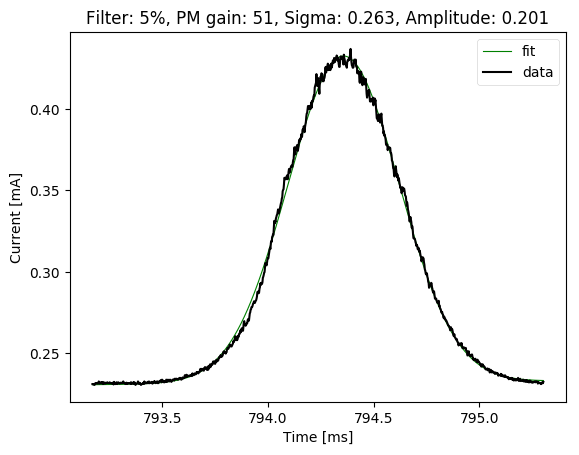 Filter: 5%, PM gain: 51, Sigma: 0.263, Amplitude: 0.201
fit
data
0.40
0.35
0.30
0.25
Current [mA]
793.5 794.0 794.5 795.0
Time [ms]